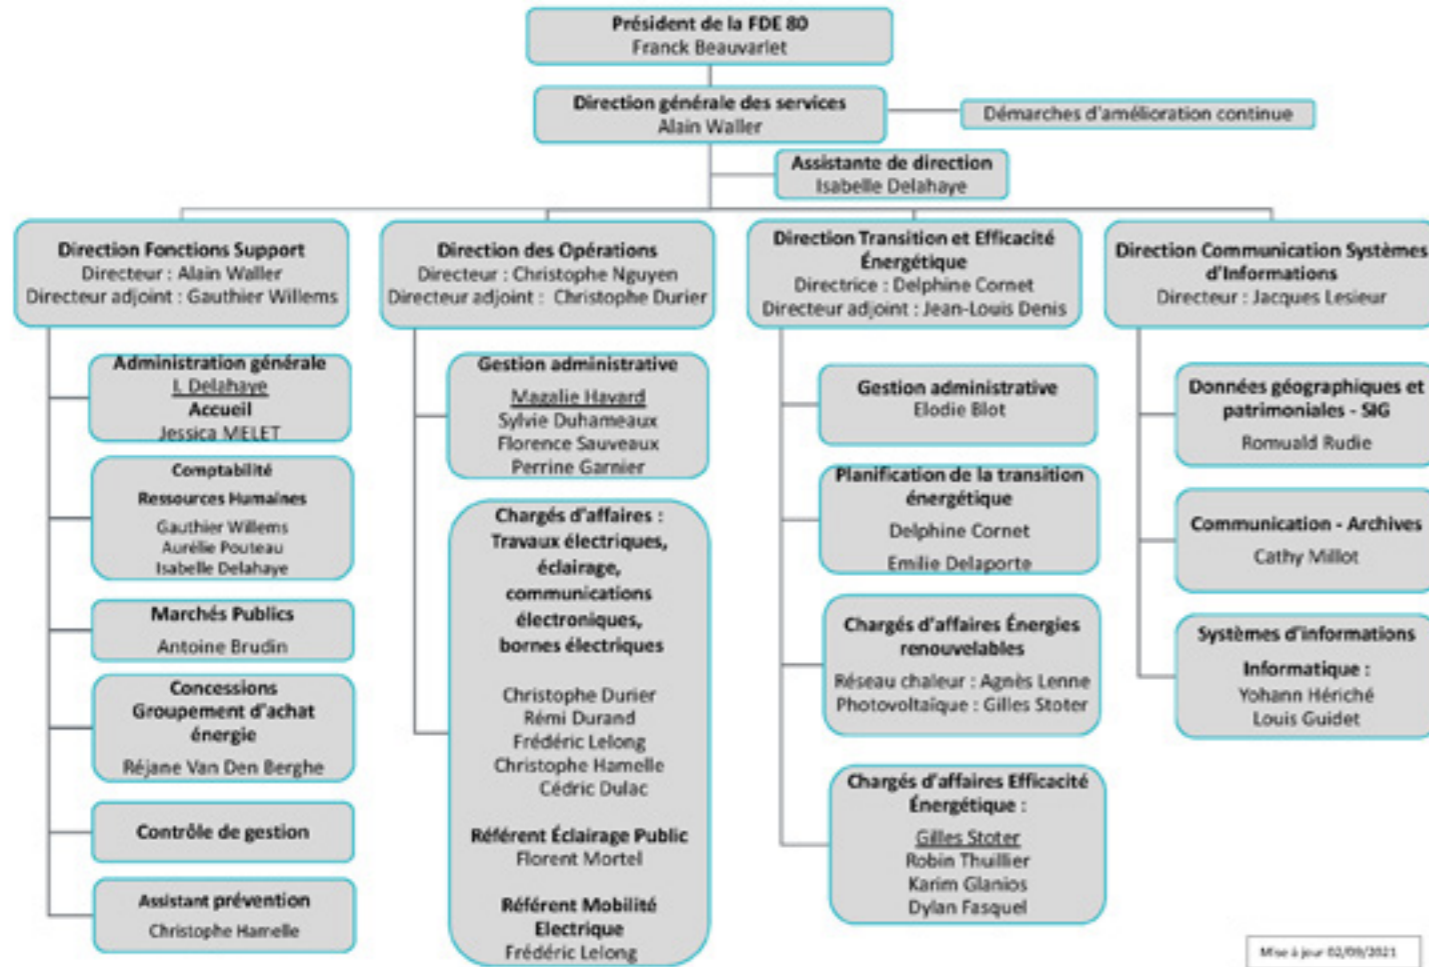 Président de la FDE 80
Franck Beauvarlet
Direction générale des services
Alain Waller
Démarches d'amélioration continue
Assistante de direction
Isabelle Delahaye
Direction Fonctions Support
Directeur : Alain Waller
Directeur adjoint : Gauthier Willems
Administration générale
I. Delahaye
Accueil
Jessica MELET
Comptabilité
Ressources Humaines
Gauthier Willems
Aurélie Pouteau
Isabelle Delahaye
Marchés Publics
Antoine Brudin
Concessions
Groupement d'achat
énergie
Réjane Van Den Berghe
Contrôle de gestion
Assistant prévention
Christophe Hamelle
Direction des Opérations
Directeur : Christophe Nguyen
Directeur adjoint : Christophe Durier
Gestion administrative
Magalie Havard
Sylvie Duhameaux
Florence Sauveaux
Perrine Garnier
Chargés d'affaires :
Travaux électriques,
éclairage,
communications
électroniques,
bornes électriques
Christophe Durier
Rémi Durand
Frédéric Lelong
Christophe Hamelle
Cédric Dulac
Référent Éclairage Public
Florent Mortel
Référent Mobilité
Electrique
Frédéric Lelong
Direction Transition et Efficacité
Énergétique
Directrice : Delphine Cornet
Directeur adjoint : Jean-Louis Denis
Gestion administrative
Elodie Blot
Planification de la transition
énergétique
Delphine Cornet
Emilie Delaporte
Chargés d'affaires Énergies
renouvelables
Réseau chaleur : Agnès Lenne
Photovoltaïque : Gilles Stoter
Chargés d'affaires Efficacité
Énergétique :
Gilles Stoter
Robin Thuillier
Karim Glanios
Dylan Fasquel
Direction Communication Systèmes
d'Informations
Directeur : Jacques Lesieur
Données géographiques et
patrimoniales - SIG
Romuald Rudie
Communication - Archives
Cathy Millot
Systèmes d'informations
Informatique :
Yohann Hériché
Louis Guidet
Mise à jour 02/09/2021